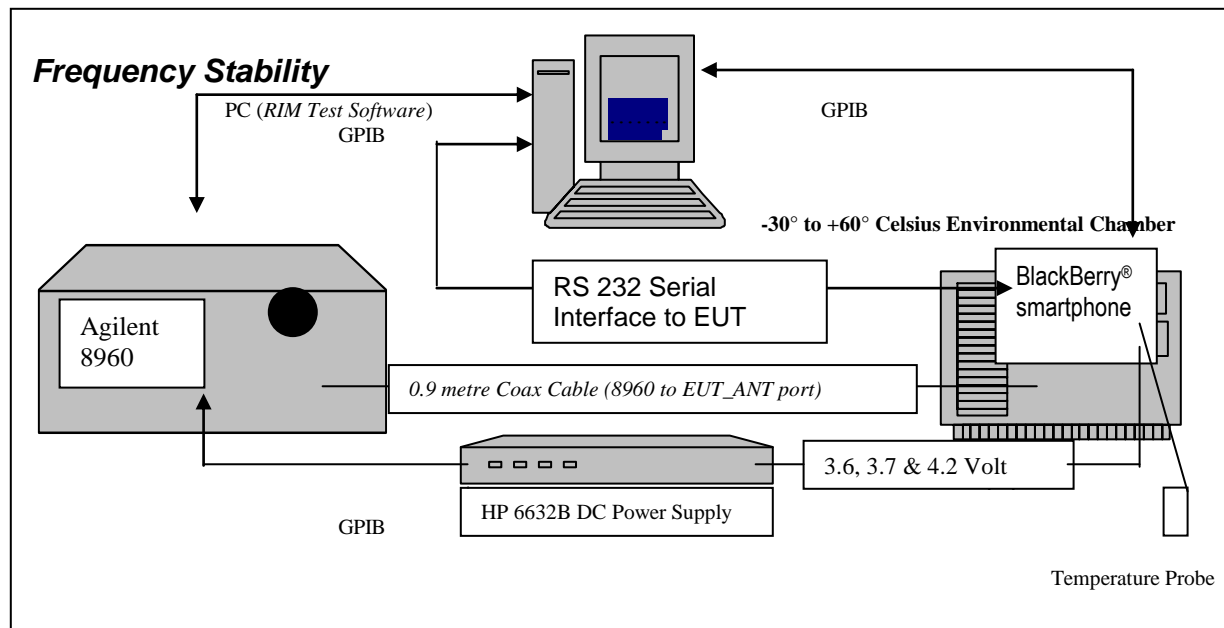 Frequency Stability
PC (RIM Test Software)
GPIB
GPIB
-30° to +60° Celsius Environmental Chamber
BlackBerry®
smartphone
RS 232 Serial
Interface to EUT
Agilent
8960
0.9 metre Coax Cable (8960 to EUT_ANT port)
3.6, 3.7 & 4.2 Volt
HP 6632B DC Power Supply
GPIB
Temperature Probe